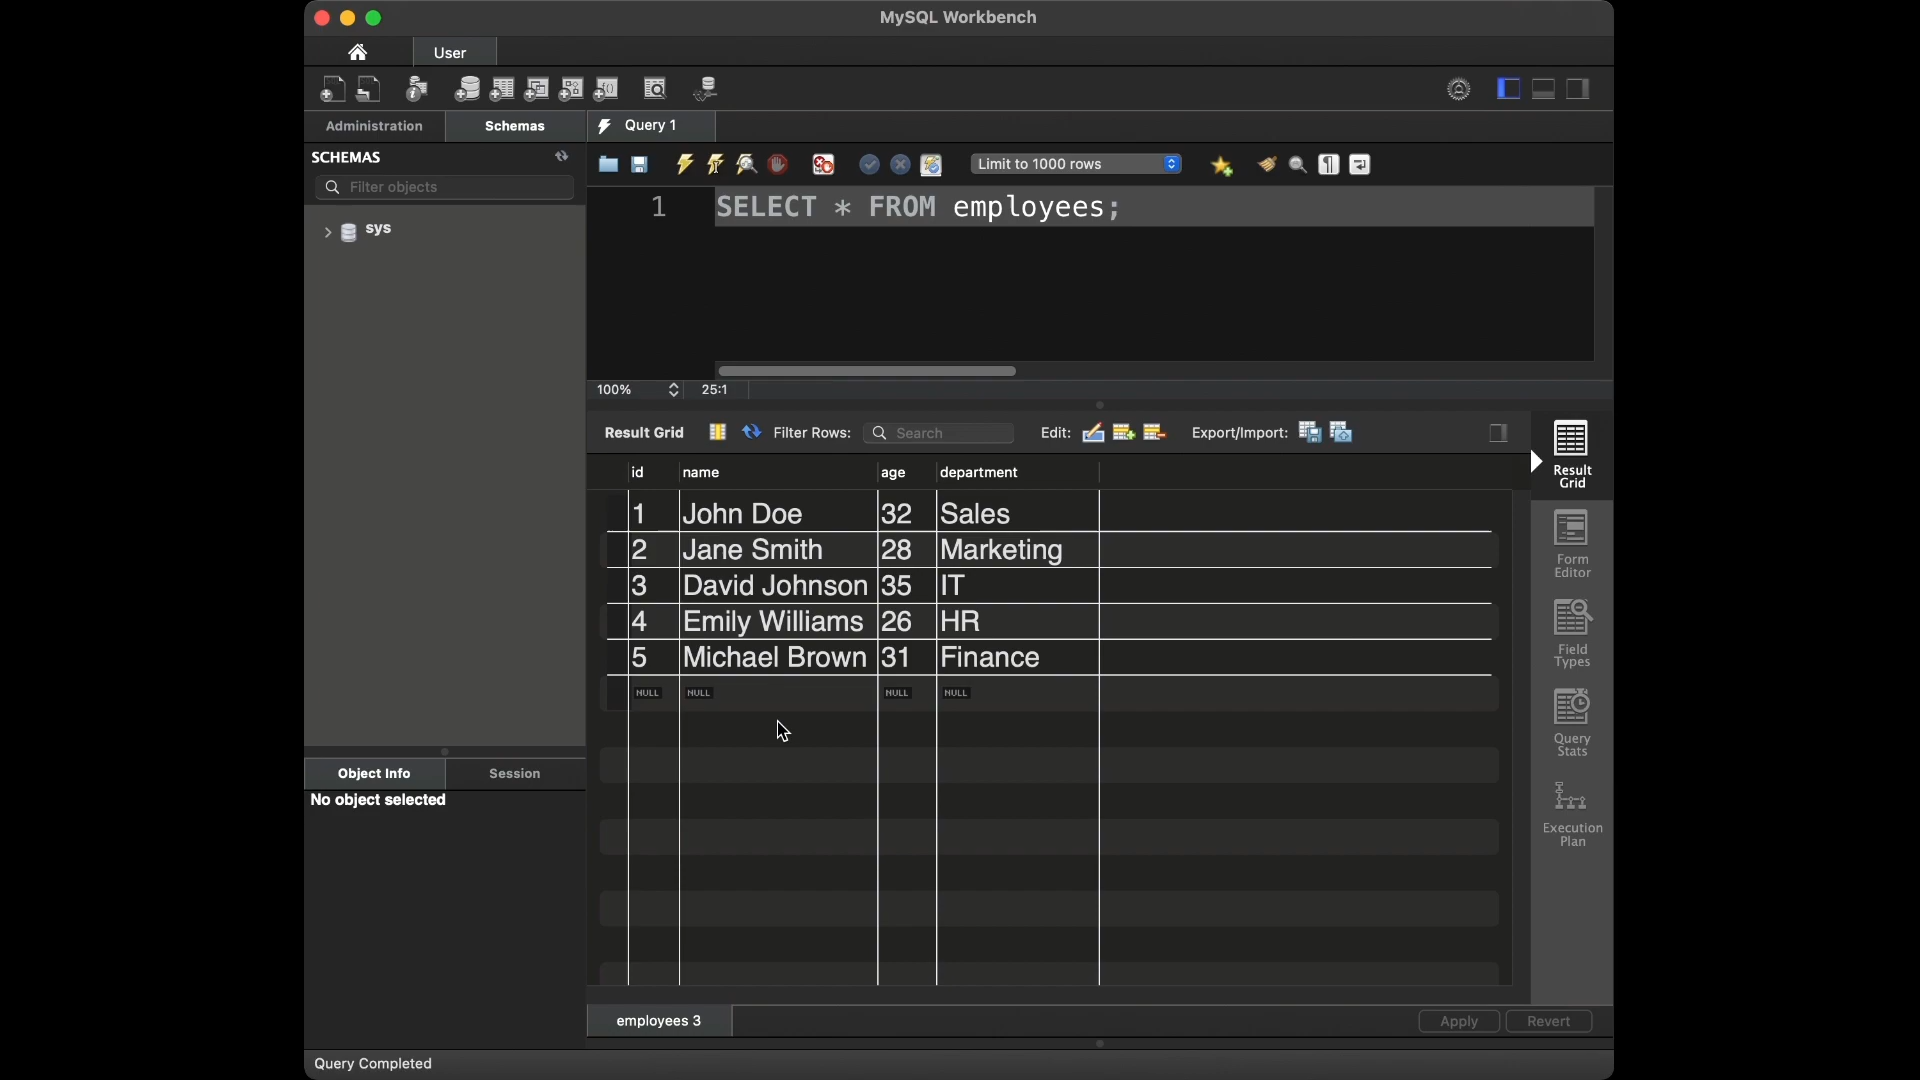 MySQL Workbench
User
Administration
Schemas
Query 1
SCHEMAS
Filter objects
sys
Limit to 1000 rows
1
SELECT * FROM employees;
100%
25:1
Result Grid
Filter Rows:
Search
Edit:
Export/Import:
id name age department
1 John Doe 32 Sales
2 Jane Smith 28 Marketing
3 David Johnson 35 IT
4 Emily Williams 26 HR
5 Michael Brown 31 Finance
NULL NULL NULL NULL
Result
Grid
Form
Editor
Field
Types
Query
Stats
Execution
Plan
Object Info
Session
No object selected
employees 3
Apply
Revert
Query Completed